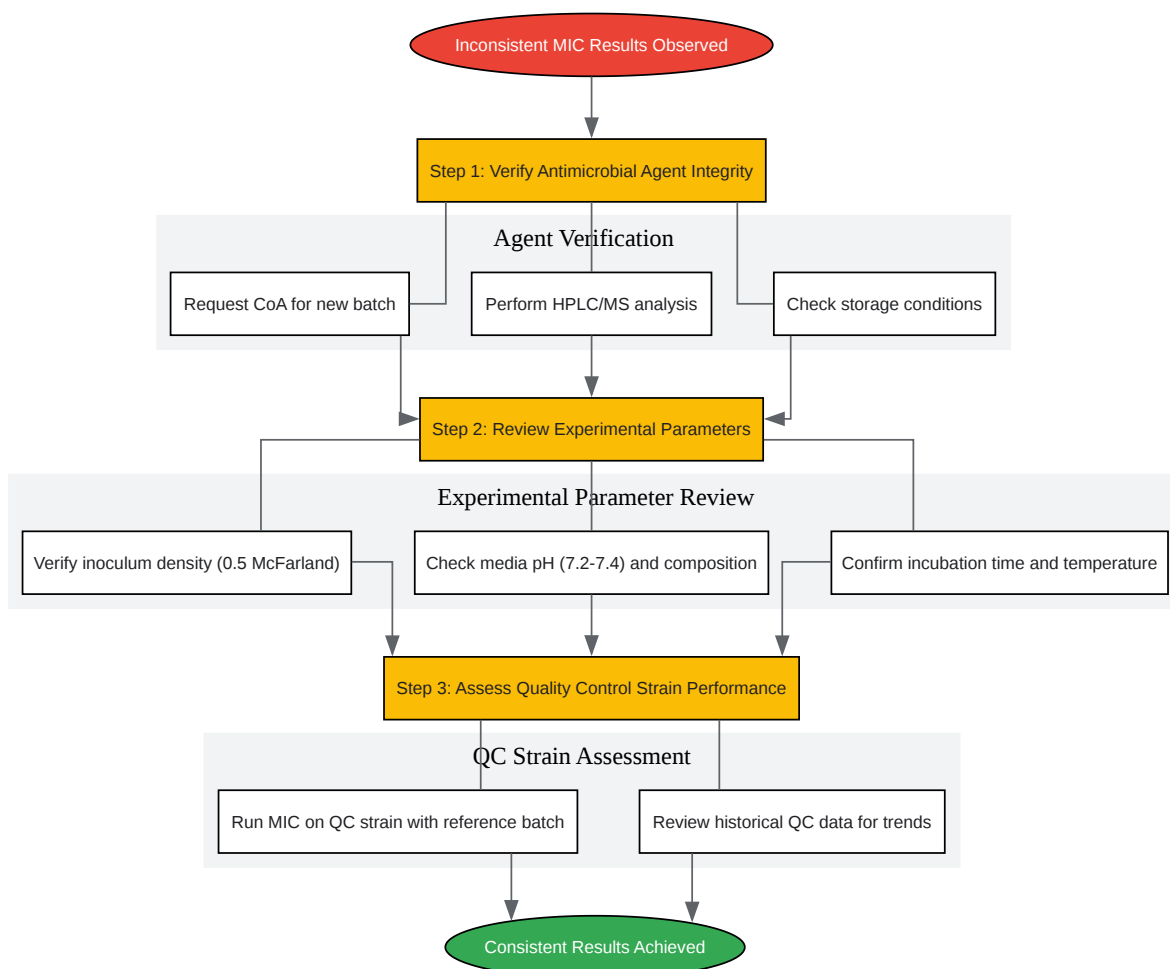 Inconsistent MIC Results Observed
Step 1: Verify Antimicrobial Agent Integrity
Agent Verification
Request CoA for new batch
Perform HPLC/MS analysis
Check storage conditions
Step 2: Review Experimental Parameters
Experimental Parameter Review
Verify inoculum density (0.5 McFarland)
Check media pH (7.2-7.4) and composition
Confirm incubation time and temperature
Step 3: Assess Quality Control Strain Performance
QC Strain Assessment
Run MIC on QC strain with reference batch
Review historical QC data for trends
Consistent Results Achieved